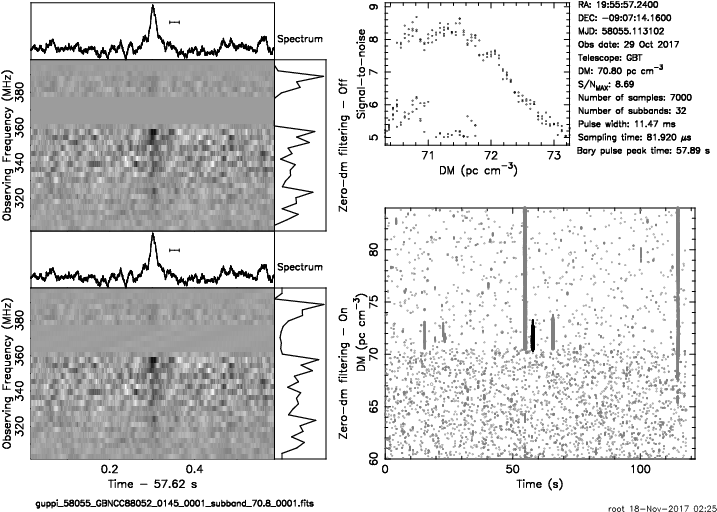 Spectrum
Observing Frequency (MHz)
380
360
340
320
Zero-dm filtering - Off
Spectrum
Observing Frequency (MHz)
380
360
340
320
Zero-dm filtering - On
0.2 0.4
Time - 57.62 s
guppi_58055_GBNCC88052_0145_0001_subband_70.8_0001.fits
Signal-to-noise
9
8
7
6
5
71 72 73
DM (pc cm⁻³)
RA: 19:55:57.2400
DEC: -09:07:14.1600
MJD: 58055.113102
Obs date: 29 Oct 2017
Telescope: GBT
DM: 70.80 pc cm⁻³
S/N_MAX: 8.69
Number of samples: 7000
Number of subbands: 32
Pulse width: 11.47 ms
Sampling time: 81.920 μs
Bary pulse peak time: 57.89 s
DM (pc cm⁻³)
80
75
70
65
60
0 50 100
Time (s)
root 18-Nov-2017 02:25